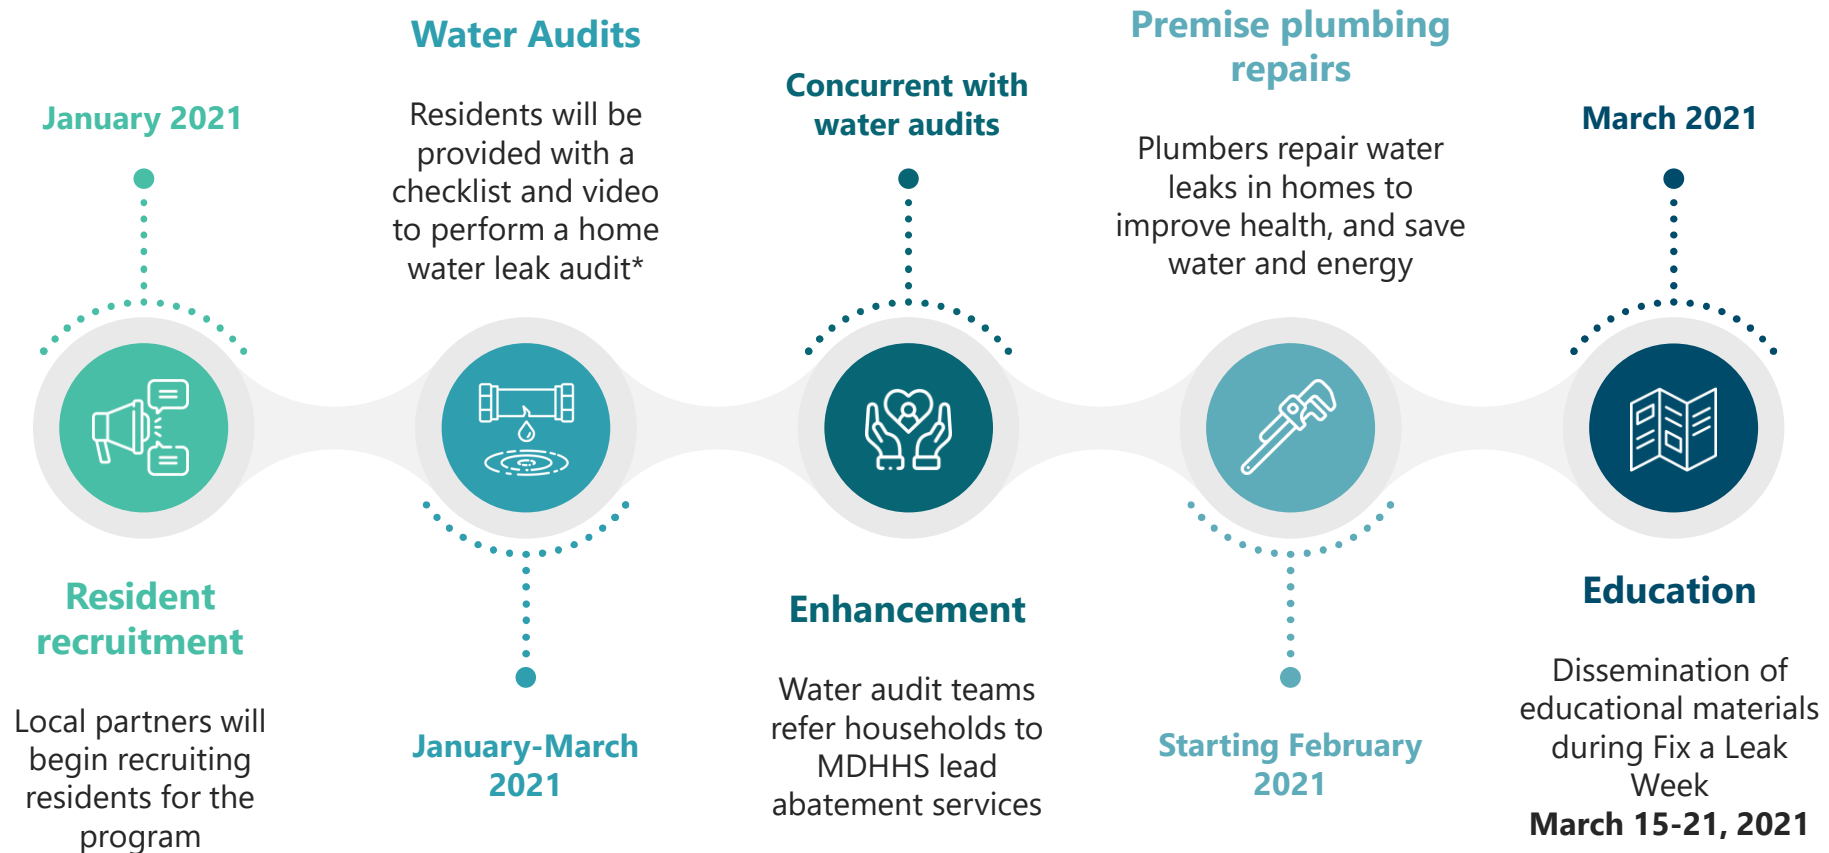 January 2021
Resident
recruitment
Local partners will
begin recruiting
residents for the
program
Water Audits
Residents will be
provided with a
checklist and video
to perform a home
water leak audit*
January-March
2021
Concurrent with
water audits
Enhancement
Water audit teams
refer households to
MDHHS lead
abatement services
Premise plumbing
repairs
Plumbers repair water
leaks in homes to
improve health, and save
water and energy
Starting February
2021
March 2021
Education
Dissemination of
educational materials
during Fix a Leak
Week
March 15-21, 2021